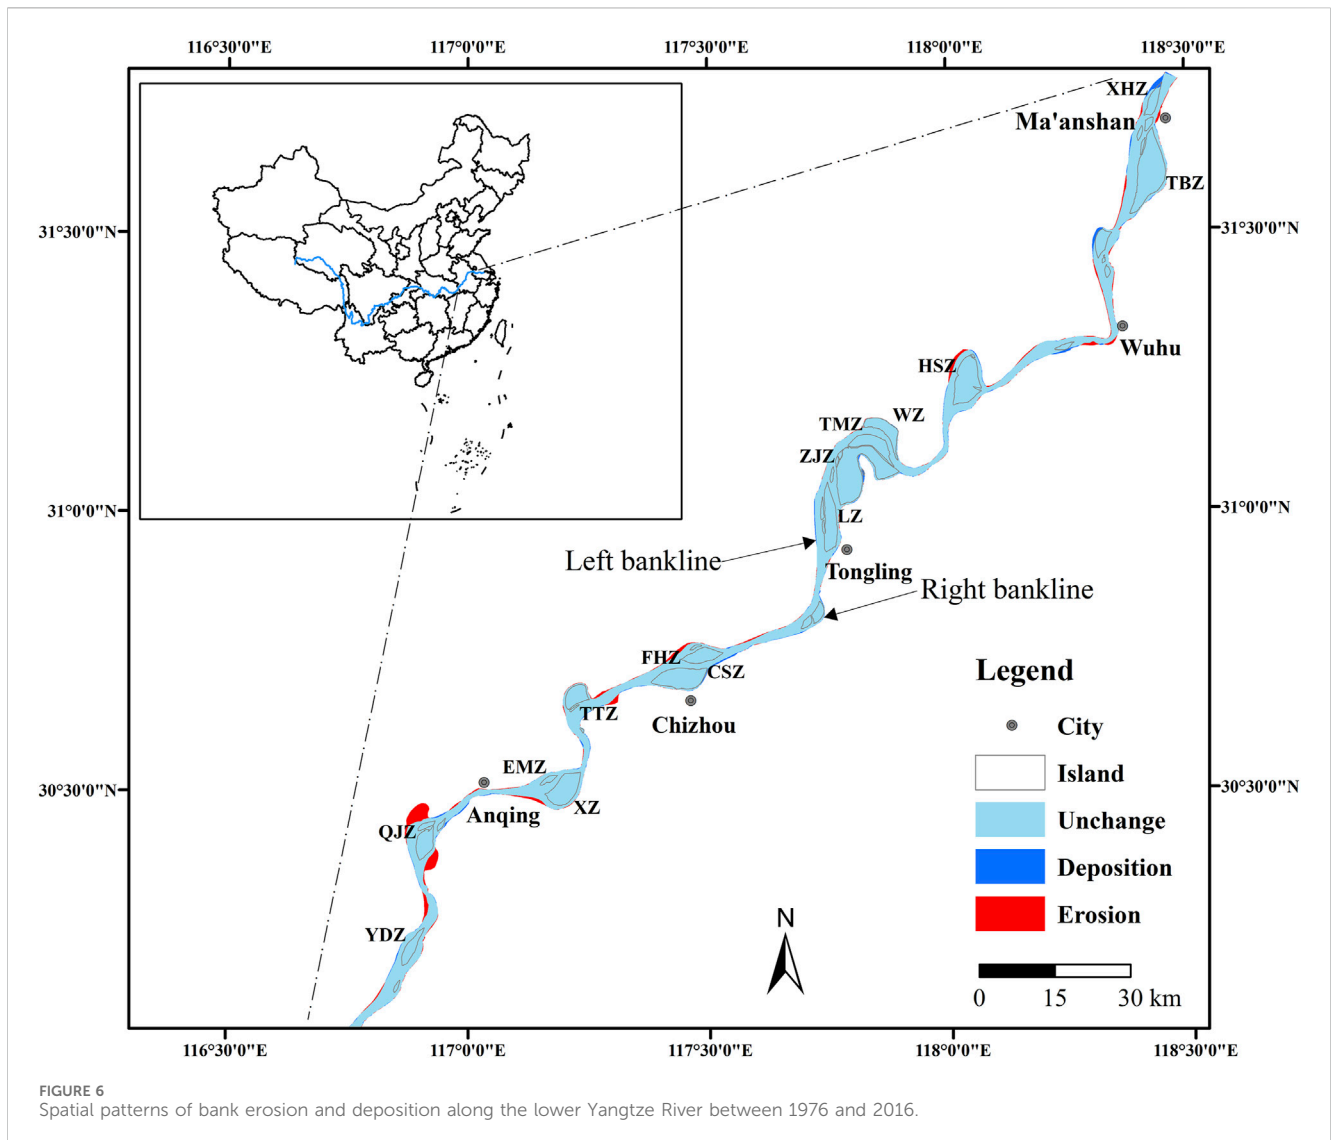 116°30'0"E 117°0'0"E 117°30'0"E 118°0'0"E 118°30'0"E
XHZ
Ma'anshan
TBZ
31°30'0"N
31°30'0"N
Wuhu
HSZ
WZ
TMZ
ZJZ
31°0'0"N
31°0'0"N
LZ
Left bankline
Tongling
Right bankline
FHZ
CSZ
TTZ
Chizhou
EMZ
XZ
30°30'0"N
30°30'0"N
Anqing
QJZ
YDZ
Legend
City
Island
Unchange
Deposition
Erosion
N
0 15 30 km
116°30'0"E 117°0'0"E 117°30'0"E 118°0'0"E 118°30'0"E
FIGURE 6
Spatial patterns of bank erosion and deposition along the lower Yangtze River between 1976 and 2016.